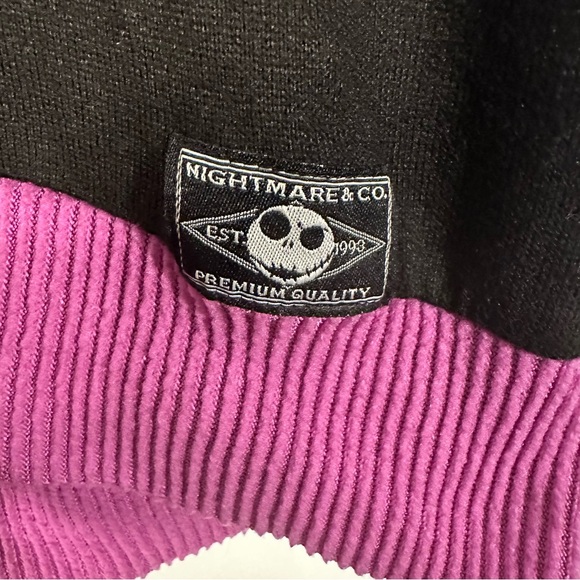 NIGHTMARE & CO.
EST. 1993
PREMIUM QUALITY